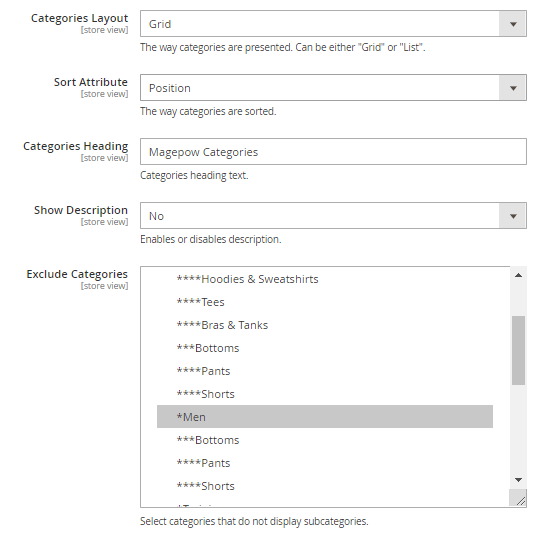 Categories Layout
[store view]
Grid
The way categories are presented. Can be either "Grid" or "List".
Sort Attribute
[store view]
Position
The way categories are sorted.
Categories Heading
[store view]
Magepow Categories
Categories heading text.
Show Description
[store view]
No
Enables or disables description.
Exclude Categories
[store view]
****Hoodies & Sweatshirts
****Tees
****Bras & Tanks
***Bottoms
****Pants
****Shorts
*Men
***Bottoms
****Pants
****Shorts
Select categories that do not display subcategories.